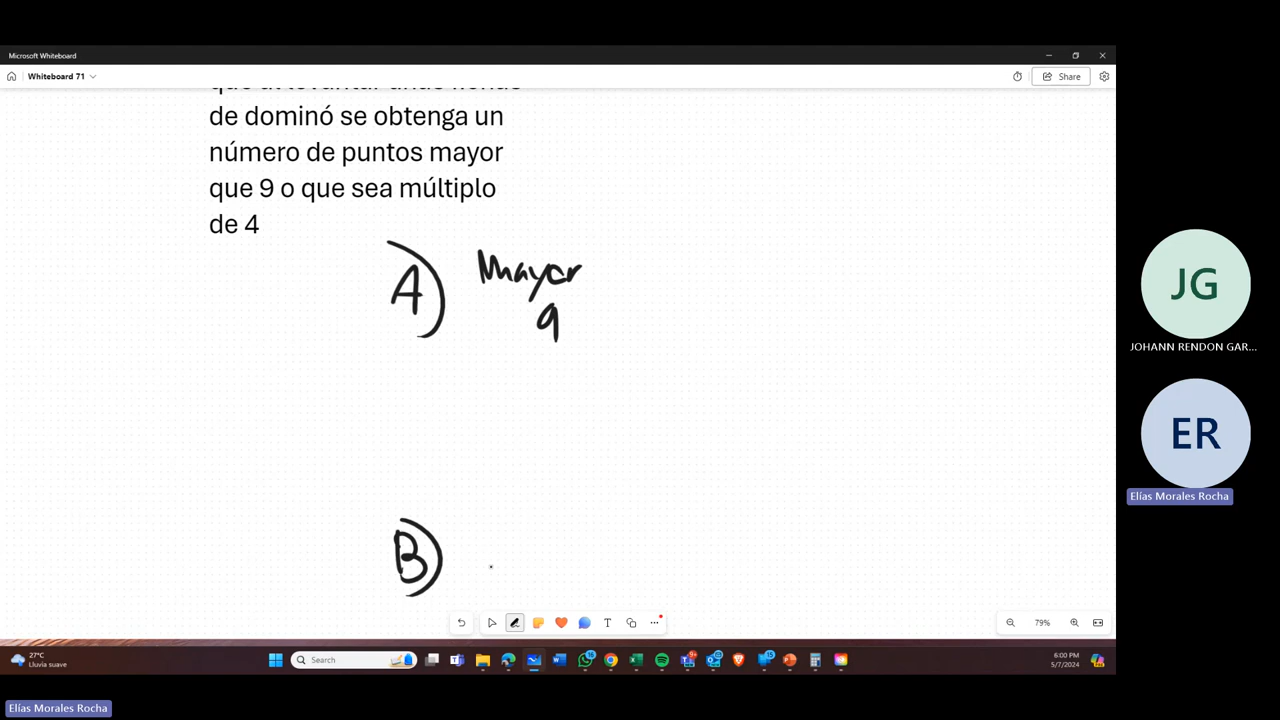 Microsoft Whiteboard
Whiteboard 71
Share
de dominó se obtenga un
número de puntos mayor
que 9 o que sea múltiplo
de 4
A) Mayor
9
B)
JG
JOHANN RENDON GAR...
ER
Elías Morales Rocha
79%
27°C
Lluvia suave
Search
6:00 PM
5/7/2024
Elías Morales Rocha